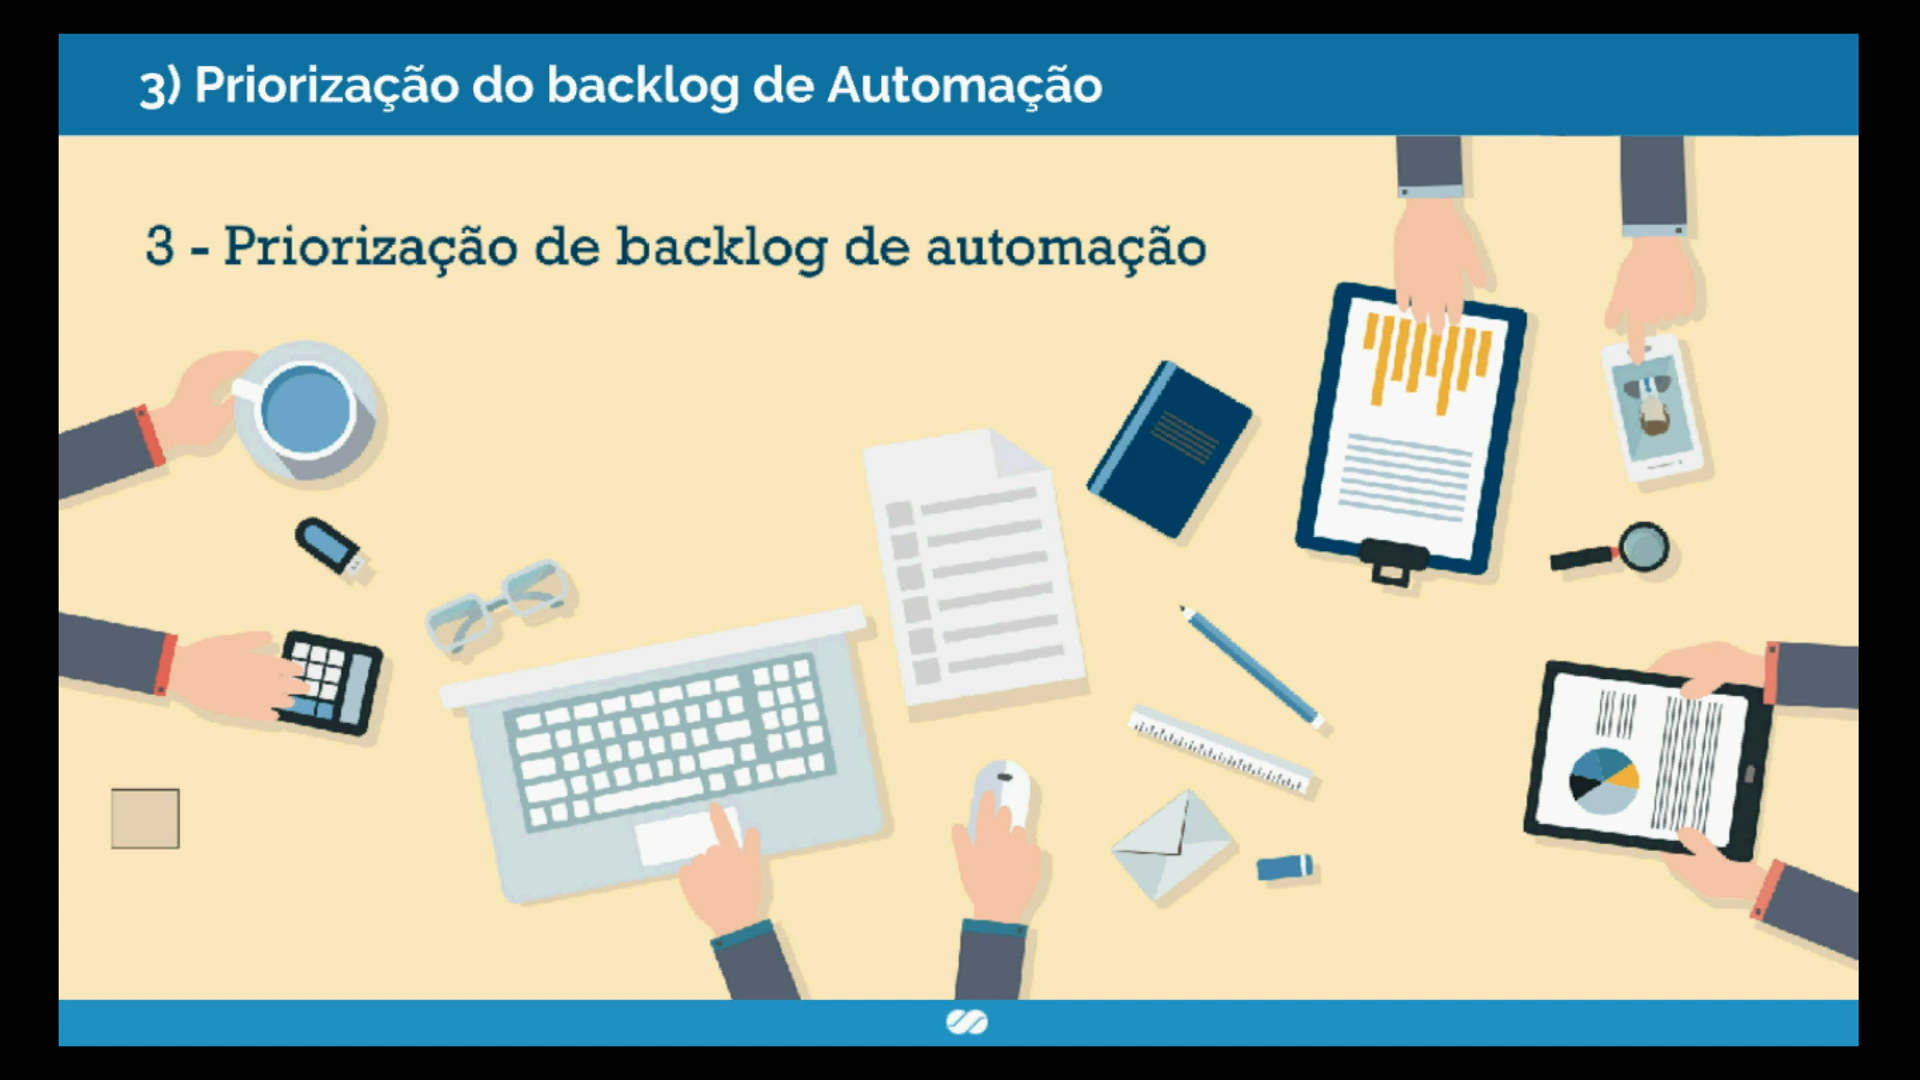 3) Priorização do backlog de Automação
3 - Priorização de backlog de automação